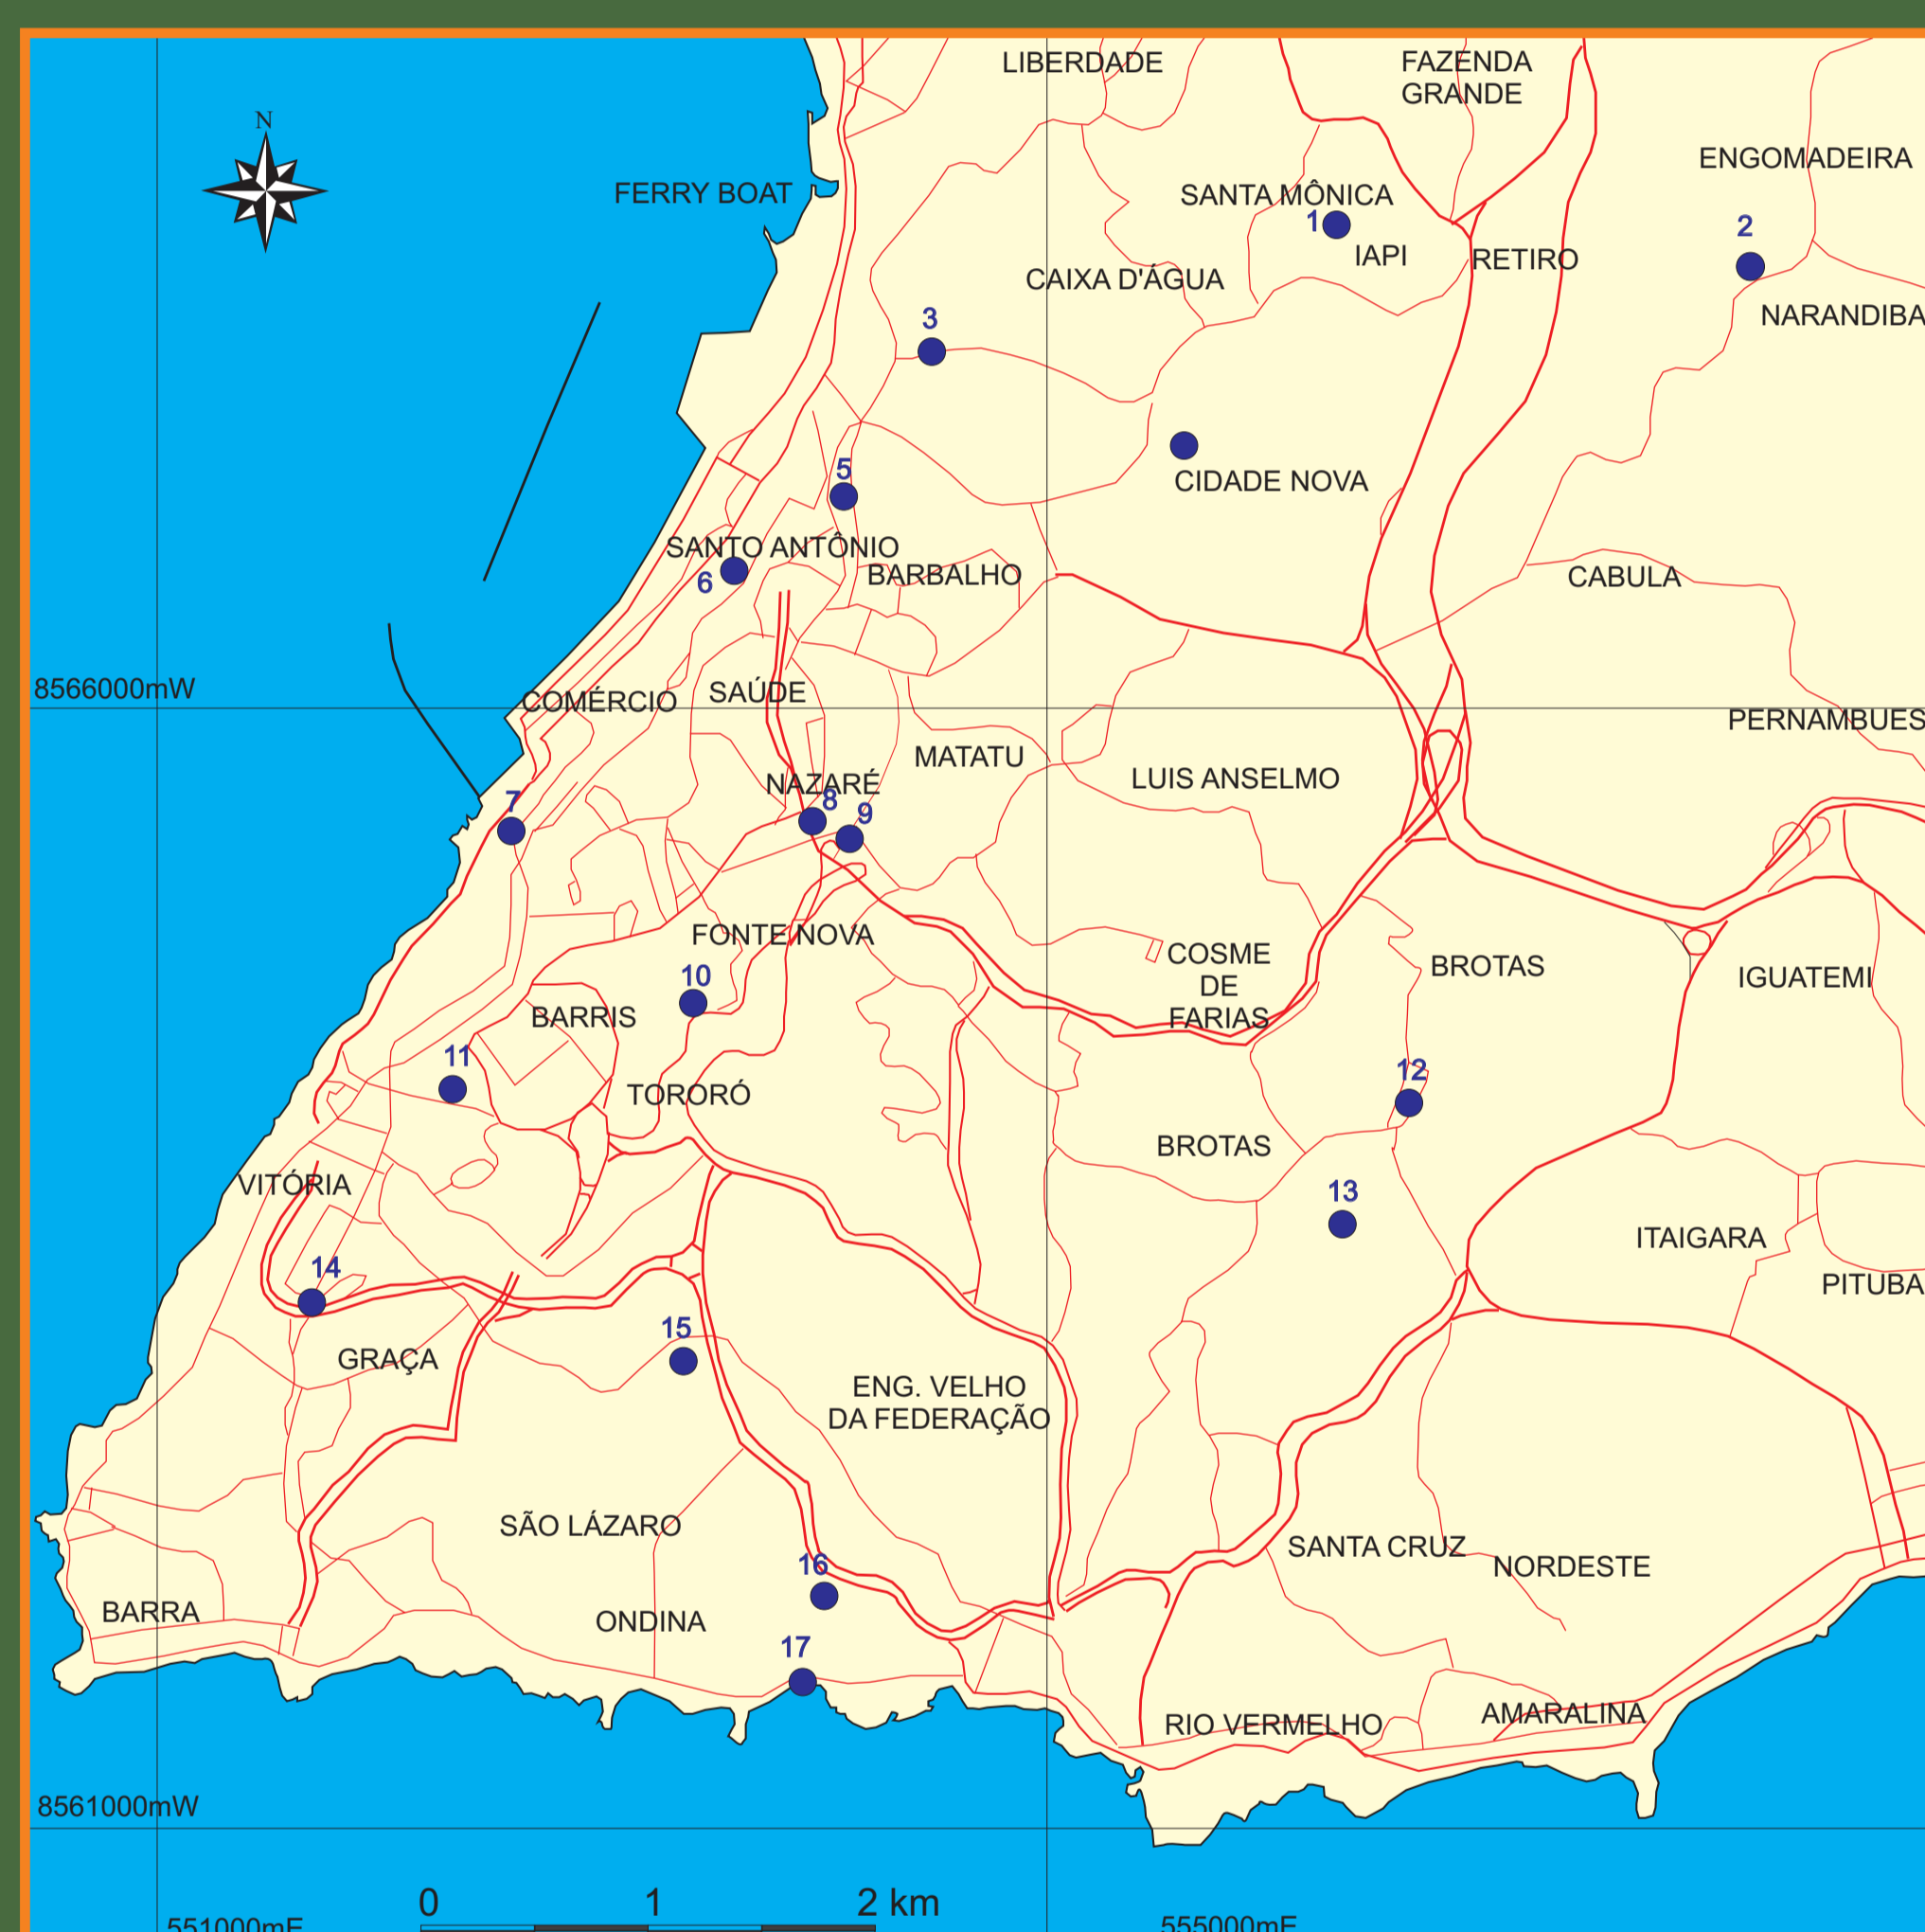 LIBERDADE
FAZENDA
GRANDE
N
ENGOMADEIRA
FERRY BOAT
SANTA MÔNICA
1
2
IAPI
RETIRO
CAIXA D'ÁGUA
NARANDIBA
3
5
CIDADE NOVA
SANTO ANTÔNIO
6
BARBALHO
CABULA
8566000mW
COMÉRCIO
SAÚDE
PERNAMBUES
MATATU
LUIS ANSELMO
NAZARÉ
7
8
9
FONTE NOVA
COSME
DE
FARIAS
BROTAS
IGUATEMI
10
BARRIS
11
12
TORORÓ
BROTAS
VITÓRIA
13
ITAIGARA
14
PITUBA
15
GRAÇA
ENG. VELHO
DA FEDERAÇÃO
SÃO LÁZARO
SANTA CRUZ
NORDESTE
16
BARRA
ONDINA
17
RIO VERMELHO
AMARALINA
8561000mW
0 1 2 km
551000mE
555000mE